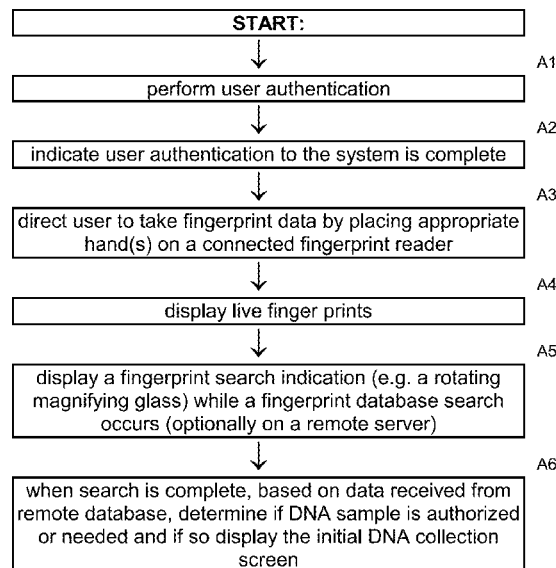 START:
A1
perform user authentication
A2
indicate user authentication to the system is complete
A3
direct user to take fingerprint data by placing appropriate
hand(s) on a connected fingerprint reader
A4
display live finger prints
A5
display a fingerprint search indication (e.g. a rotating
magnifying glass) while a fingerprint database search
occurs (optionally on a remote server)
A6
when search is complete, based on data received from
remote database, determine if DNA sample is authorized
or needed and if so display the initial DNA collection
screen